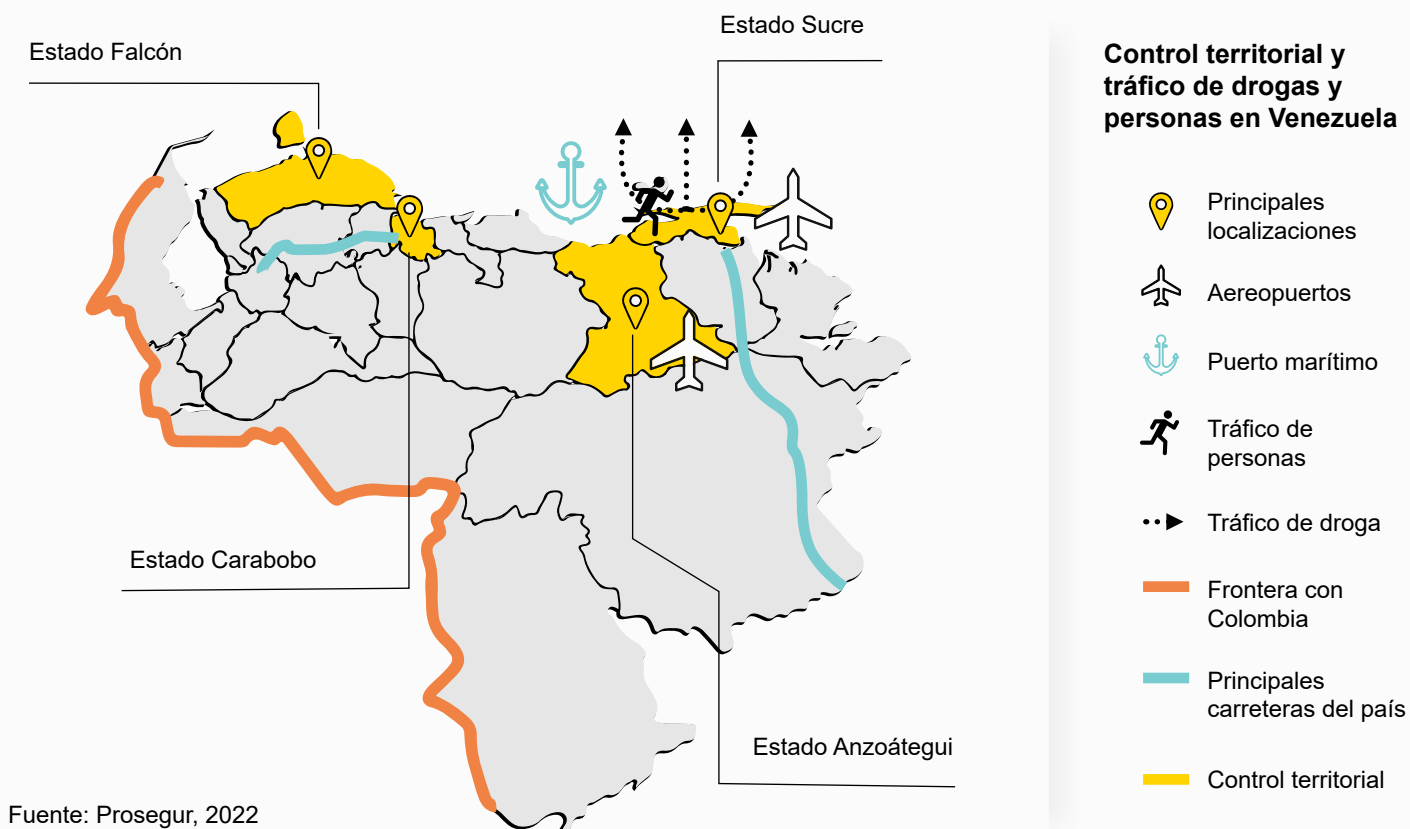 Estado Sucre
Estado Falcón
Estado Carabobo
Estado Anzoátegui
Fuente: Prosegur, 2022
Control territorial y
tráfico de drogas y
personas en Venezuela
Principales
localizaciones
Aereopuertos
Puerto marítimo
Tráfico de
personas
Tráfico de droga
Frontera con
Colombia
Principales
carreteras del país
Control territorial